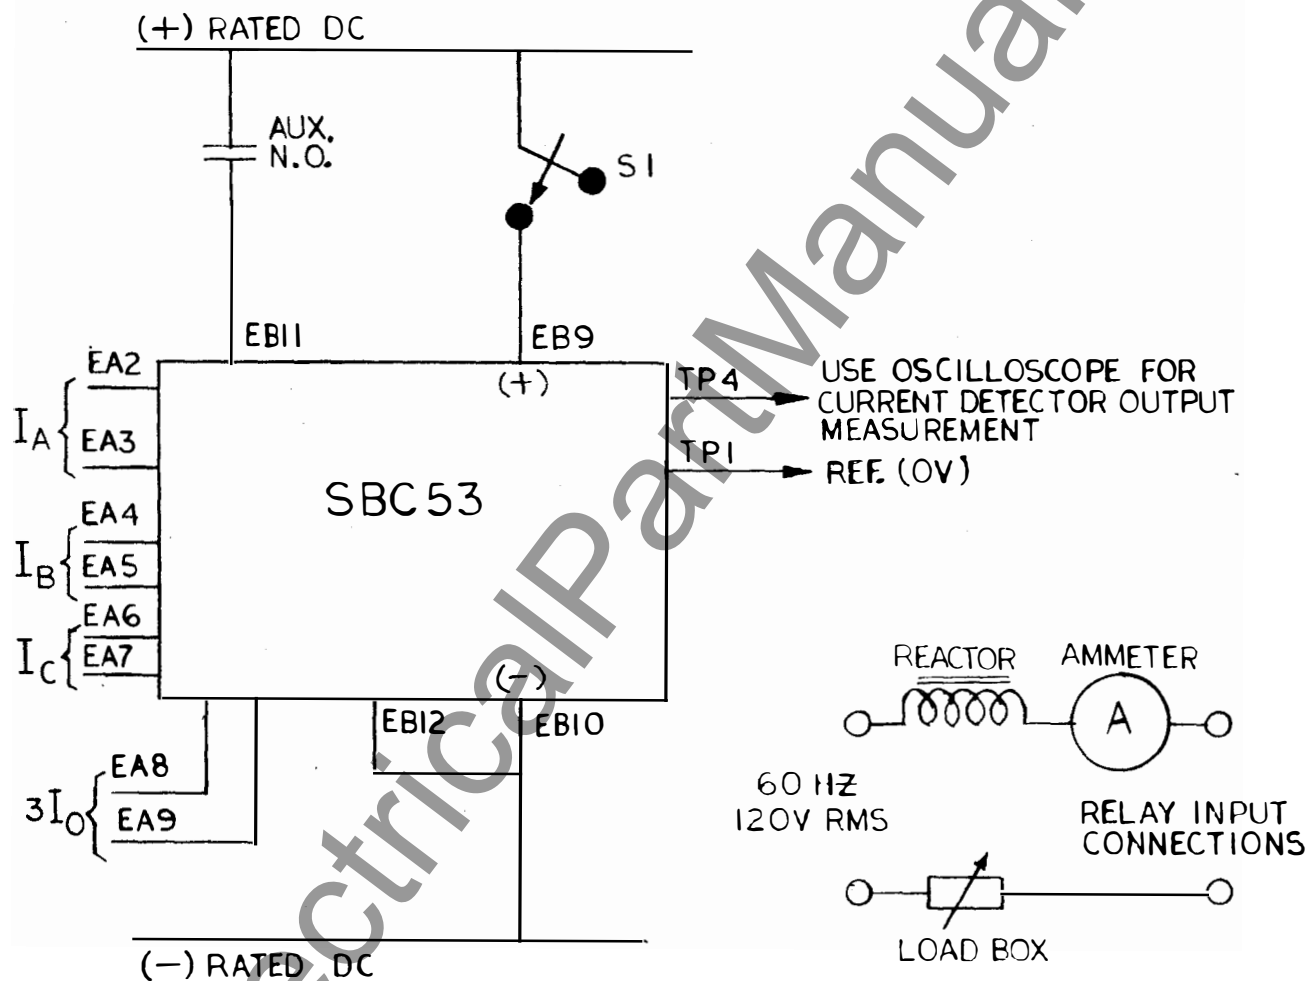 (+) RATED DC
AUX.
N.O.
S1
EB11
EB9
EA2
(+)
TP4
USE OSCILLOSCOPE FOR
CURRENT DETECTOR OUTPUT
MEASUREMENT
IA
EA3
TP1
REF. (0V)
SBC53
EA4
IB
EA5
EA6
IC
EA7
(-)
REACTOR
AMMETER
A
EB12
EB10
EA8
3IO
EA9
60 HZ
120V RMS
RELAY INPUT
CONNECTIONS
LOAD BOX
(-) RATED DC
ectricalPartManua